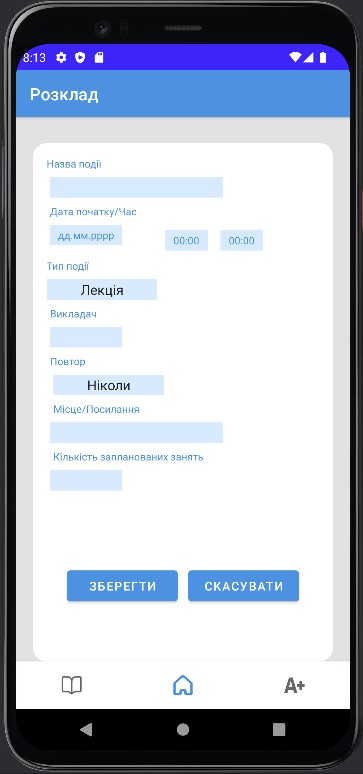 8:13
Розклад
Назва події
Дата початку/Час
дд.мм.рррр 00:00 00:00
Тип події
Лекція
Викладач
Повтор
Ніколи
Місце/Посилання
Кількість запланованих занять
ЗБЕРЕГТИ СКАСУВАТИ
A+